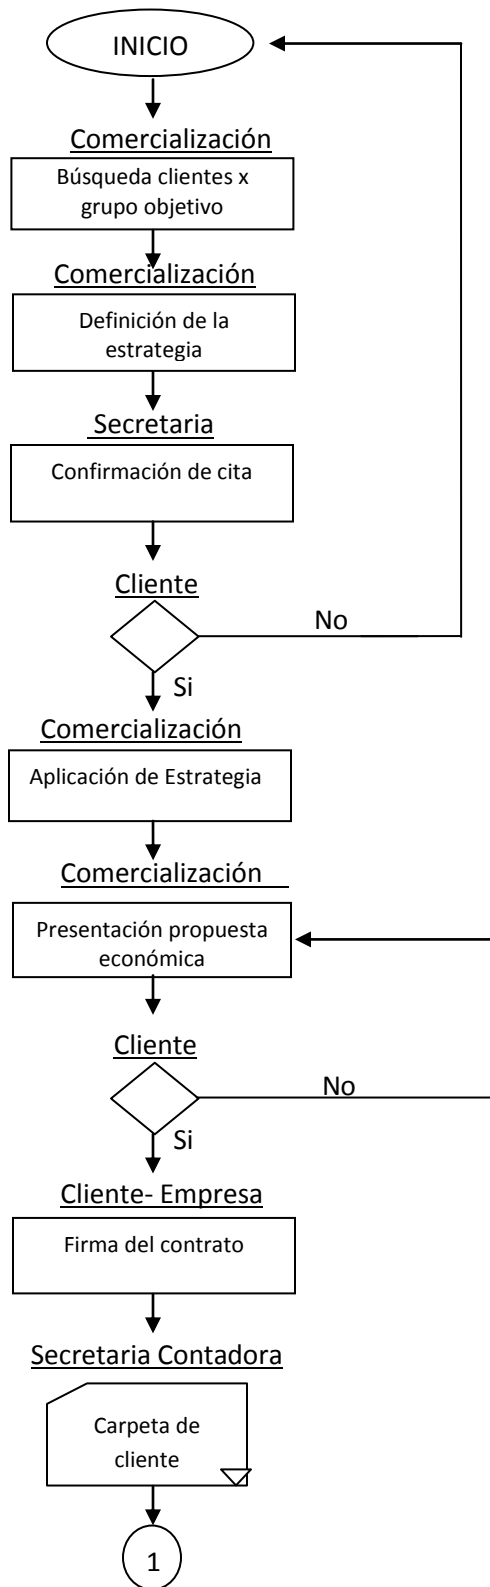 INICIO
Comercialización
Búsqueda clientes x
grupo objetivo
Comercialización
Definición de la
estrategia
Secretaria
Confirmación de cita
Cliente
No
Si
Comercialización
Aplicación de Estrategia
Comercialización
Presentación propuesta
económica
Cliente
No
Si
Cliente- Empresa
Firma del contrato
Secretaria Contadora
Carpeta de
cliente
1